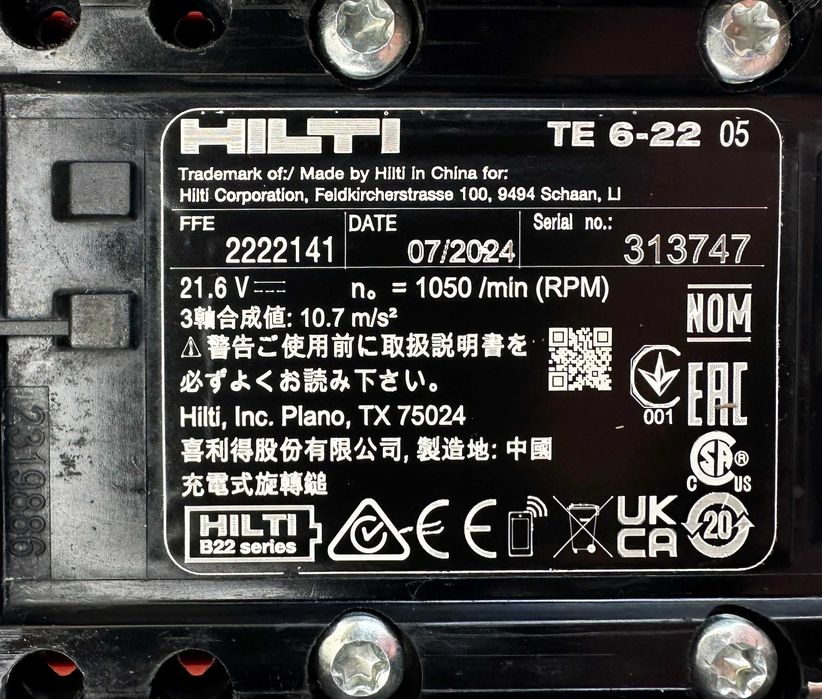 HILTI TE 6-22 05
Trademark of:/ Made by Hilti in China for:
Hilti Corporation, Feldkircherstrasse 100, 9494 Schaan, LI
FFE DATE Serial no.:
2222141 07/2024 313747
21.6 V n₀ = 1050 /min (RPM)
3軸合成値: 10.7 m/s²
NOM
警告ご使用前に取扱説明書を
必ずよくお読み下さい。
001
EAC
Hilti, Inc. Plano, TX 75024
喜利得股份有限公司, 製造地: 中國
CSA ®
C US
充電式旋轉鎚
HILTI
B22 series
CE
UK
CA
20
2319886